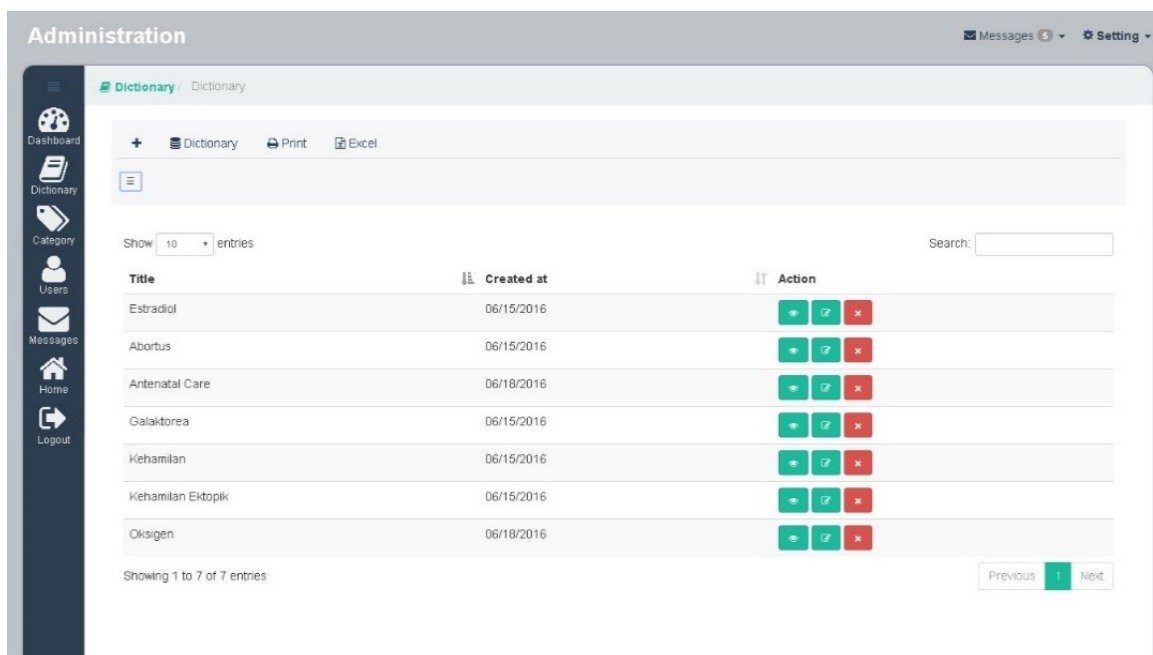 Administration
Messages 5
Setting
Dictionary / Dictionary
Dashboard
Dictionary
Category
Users
Messages
Home
Logout
+ Dictionary Print Excel
Show 10 entries
Search:
Title Created at Action
Estradiol 06/15/2016
Abortus 06/15/2016
Antenatal Care 06/18/2016
Galaktorea 06/15/2016
Kehamilan 06/15/2016
Kehamilan Ektopik 06/15/2016
Oksigen 06/18/2016
Showing 1 to 7 of 7 entries
Previous 1 Next